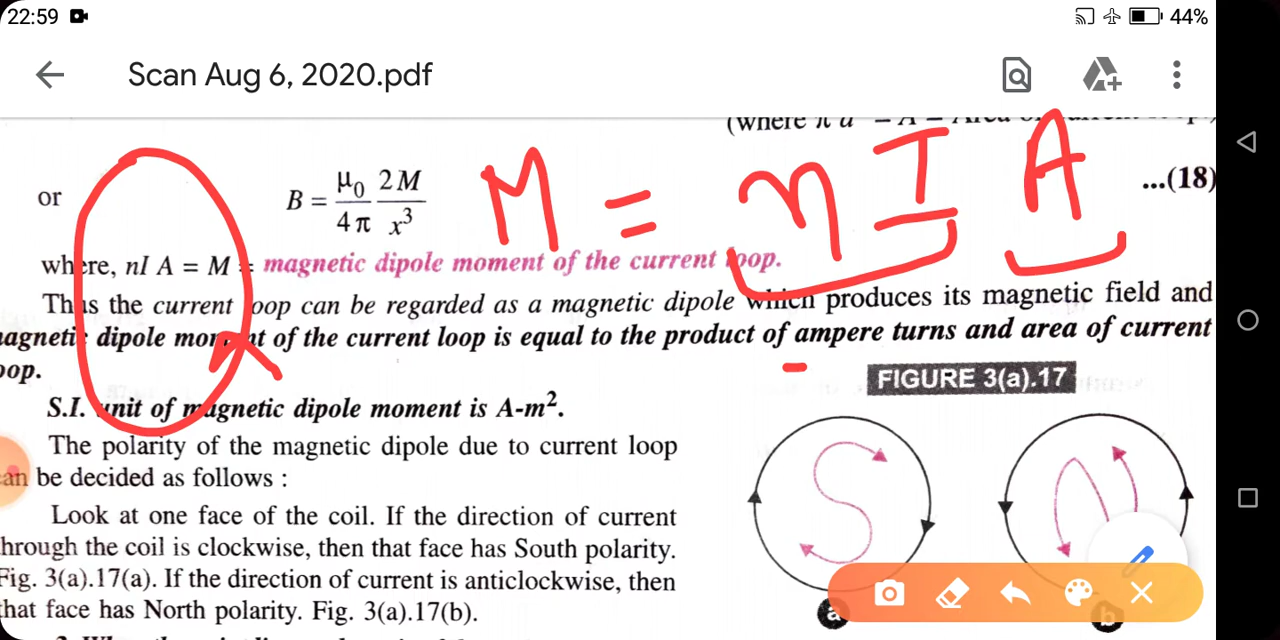 22:59 44%
Scan Aug 6, 2020.pdf
(where π a
or B = μ₀/4π 2M/x³ ...(18)
M = n I A
where, nI A = M = magnetic dipole moment of the current loop.
Thus the current loop can be regarded as a magnetic dipole which produces its magnetic field and
agnetic dipole moment of the current loop is equal to the product of ampere turns and area of current
oop.
FIGURE 3(a).17
S.I. unit of magnetic dipole moment is A-m².
The polarity of the magnetic dipole due to current loop
an be decided as follows :
Look at one face of the coil. If the direction of current
hrough the coil is clockwise, then that face has South polarity.
Fig. 3(a).17(a). If the direction of current is anticlockwise, then
that face has North polarity. Fig. 3(a).17(b).
S N
a b